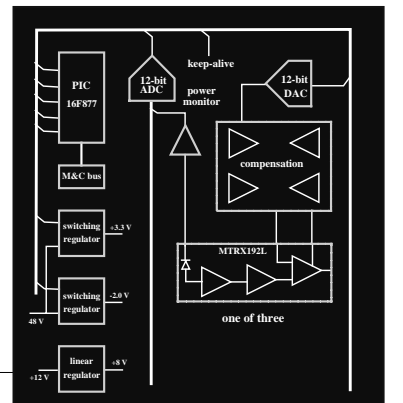 keep-alive
PIC
16F877
12-bit
ADC
12-bit
DAC
power
monitor
compensation
M&C bus
switching
regulator
+3.3 V
MTRX192L
switching
regulator
-2.0 V
48 V
one of three
linear
regulator
+8 V
+12 V